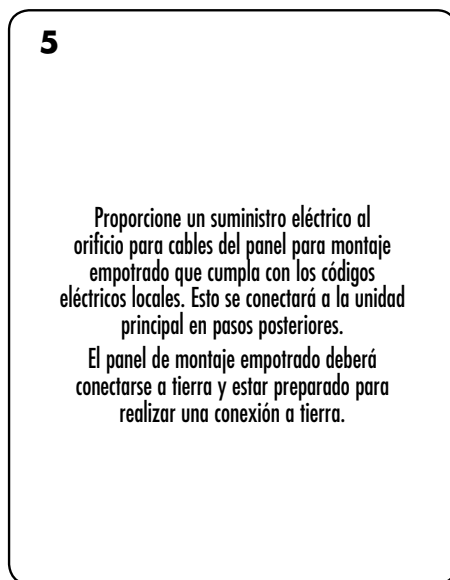 5
Proporcione un suministro eléctrico al
orificio para cables del panel para montaje
empotrado que cumpla con los códigos
eléctricos locales. Esto se conectará a la unidad
principal en pasos posteriores.
El panel de montaje empotrado deberá
conectarse a tierra y estar preparado para
realizar una conexión a tierra.